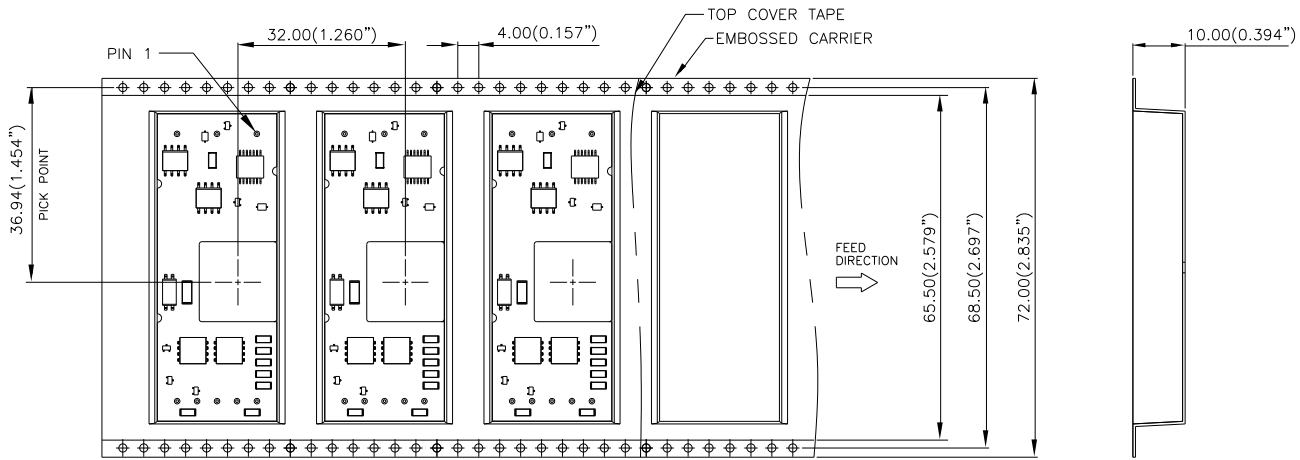 TOP COVER TAPE
32.00(1.260")
4.00(0.157")
10.00(0.394")
EMBOSSED CARRIER
PIN 1
36.94(1.454")
PICK POINT
FEED
DIRECTION
65.50(2.579")
68.50(2.697")
72.00(2.835")